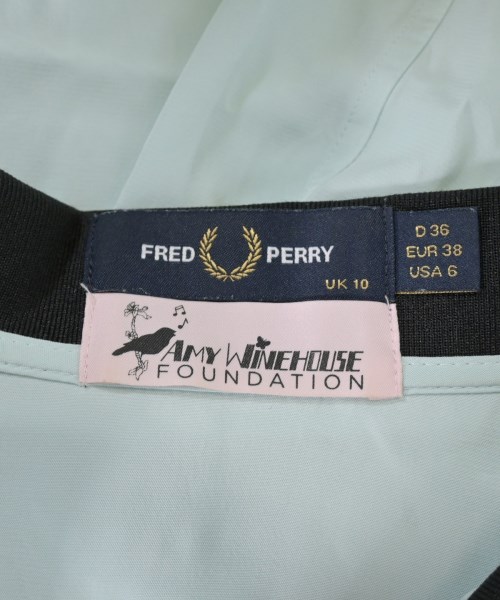 FRED PERRY
UK 10
D 36
EUR 38
USA 6
AMY WINEHOUSE
FOUNDATION